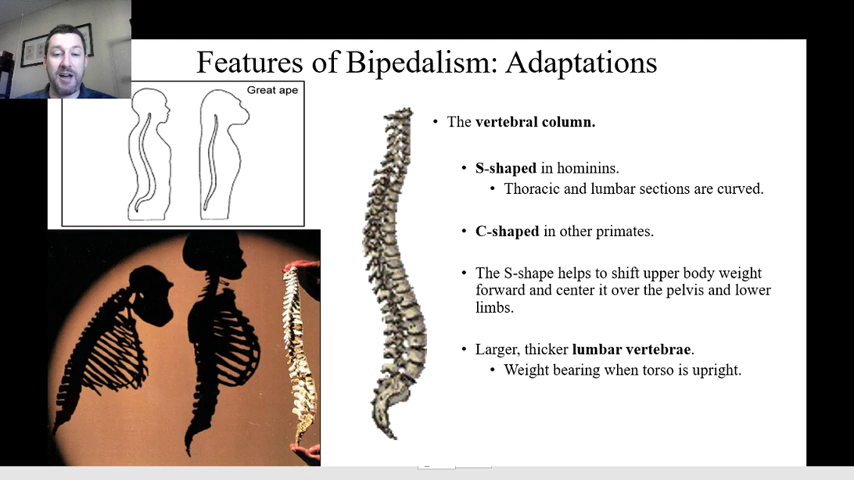 Features of Bipedalism: Adaptations
Great ape
• The vertebral column.
• S-shaped in hominins.
• Thoracic and lumbar sections are curved.
• C-shaped in other primates.
• The S-shape helps to shift upper body weight
forward and center it over the pelvis and lower
limbs.
• Larger, thicker lumbar vertebrae.
• Weight bearing when torso is upright.